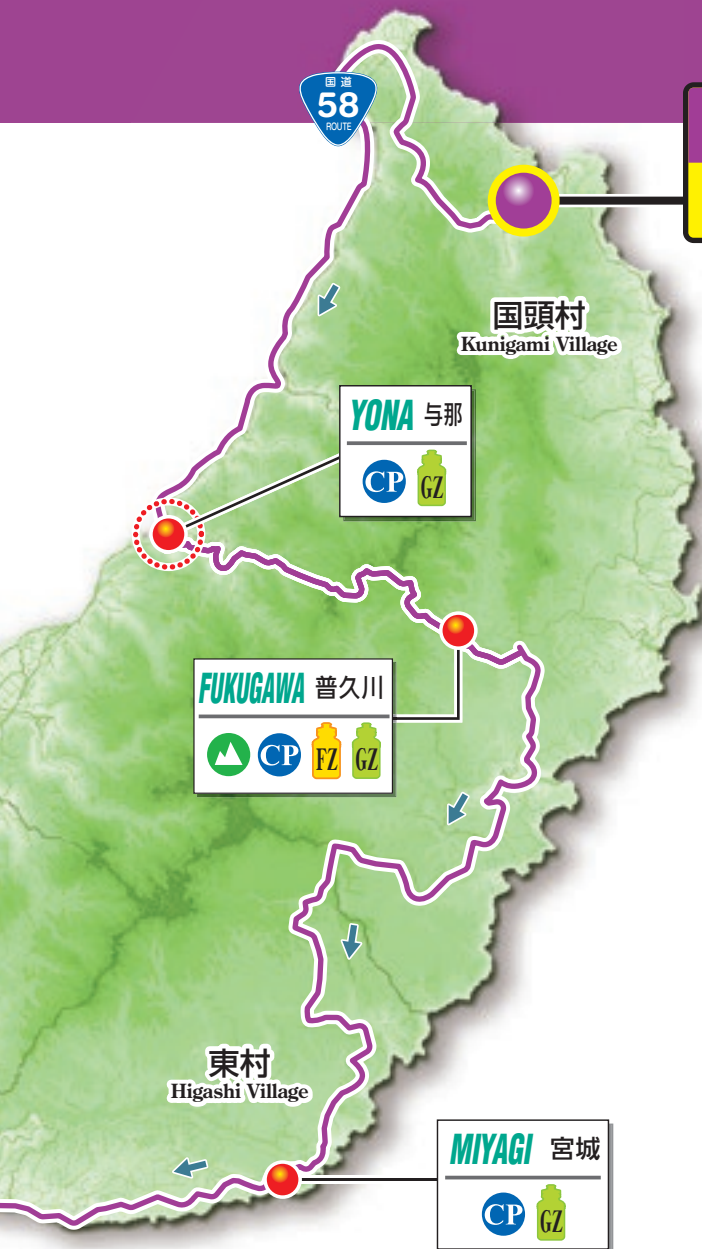 国道
58
ROUTE
国頭村
Kunigami Village
YONA 与那
CP GZ
FUKUGAWA 普久川
CP FZ GZ
東村
Higashi Village
MIYAGI 宮城
CP GZ